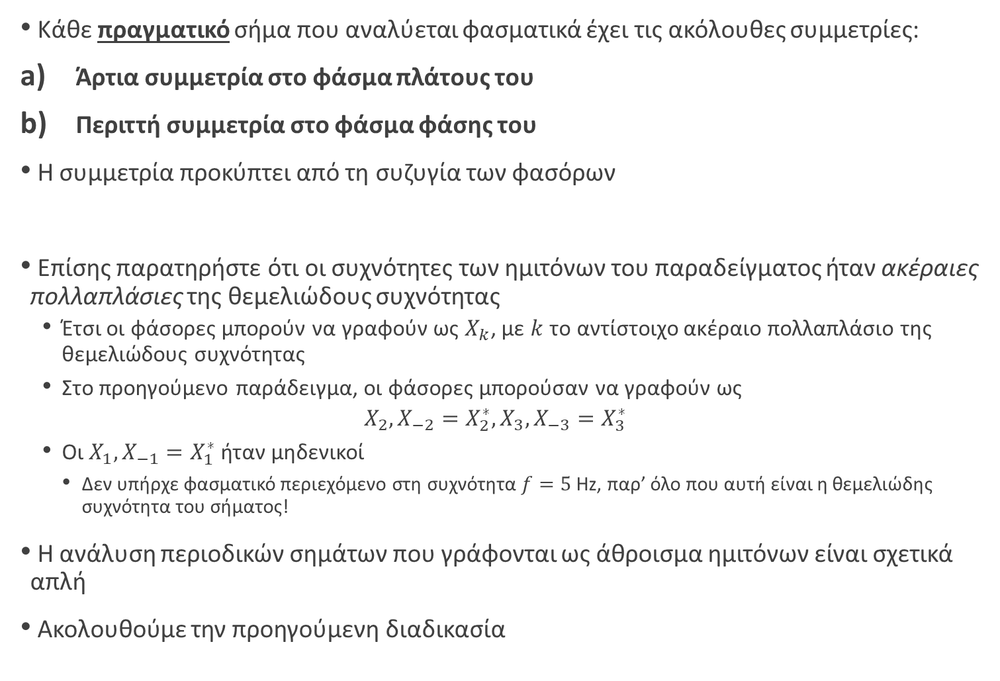 • Κάθε πραγματικό σήμα που αναλύεται φασματικά έχει τις ακόλουθες συμμετρίες:
a) Άρτια συμμετρία στο φάσμα πλάτους του
b) Περιττή συμμετρία στο φάσμα φάσης του
• Η συμμετρία προκύπτει από τη συζυγία των φασόρων
• Επίσης παρατηρήστε ότι οι συχνότητες των ημιτόνων του παραδείγματος ήταν ακέραιες
πολλαπλάσιες της θεμελιώδους συχνότητας
• Έτσι οι φάσορες μπορούν να γραφούν ως X_k, με k το αντίστοιχο ακέραιο πολλαπλάσιο της
θεμελιώδους συχνότητας
• Στο προηγούμενο παράδειγμα, οι φάσορες μπορούσαν να γραφούν ως
X_2, X_{−2} = X_2^*, X_3, X_{−3} = X_3^*
• Οι X_1, X_{−1} = X_1^* ήταν μηδενικοί
• Δεν υπήρχε φασματικό περιεχόμενο στη συχνότητα f = 5 Hz, παρ’ όλο που αυτή είναι η θεμελιώδης
συχνότητα του σήματος!
• Η ανάλυση περιοδικών σημάτων που γράφονται ως άθροισμα ημιτόνων είναι σχετικά
απλή
• Ακολουθούμε την προηγούμενη διαδικασία